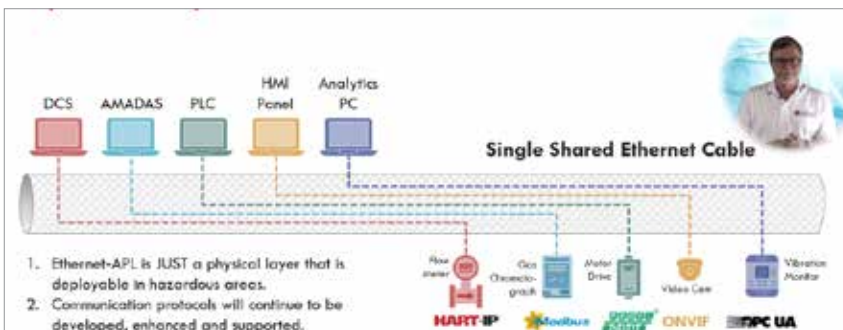 HMI Analytics
DCS AMADAS PLC Panel PC
Single Shared Ethernet Cable
1. Ethernet-APL is JUST a physical layer that is
deployable in hazardous areas.
2. Communication protocols will continue to be
developed, enhanced and supported.
Flow
meter
Gas
Chromato-
graph
Motor
Drive
Video Cam
Vibration
Monitor
HART-IP
Modbus
ONVIF
OPC UA